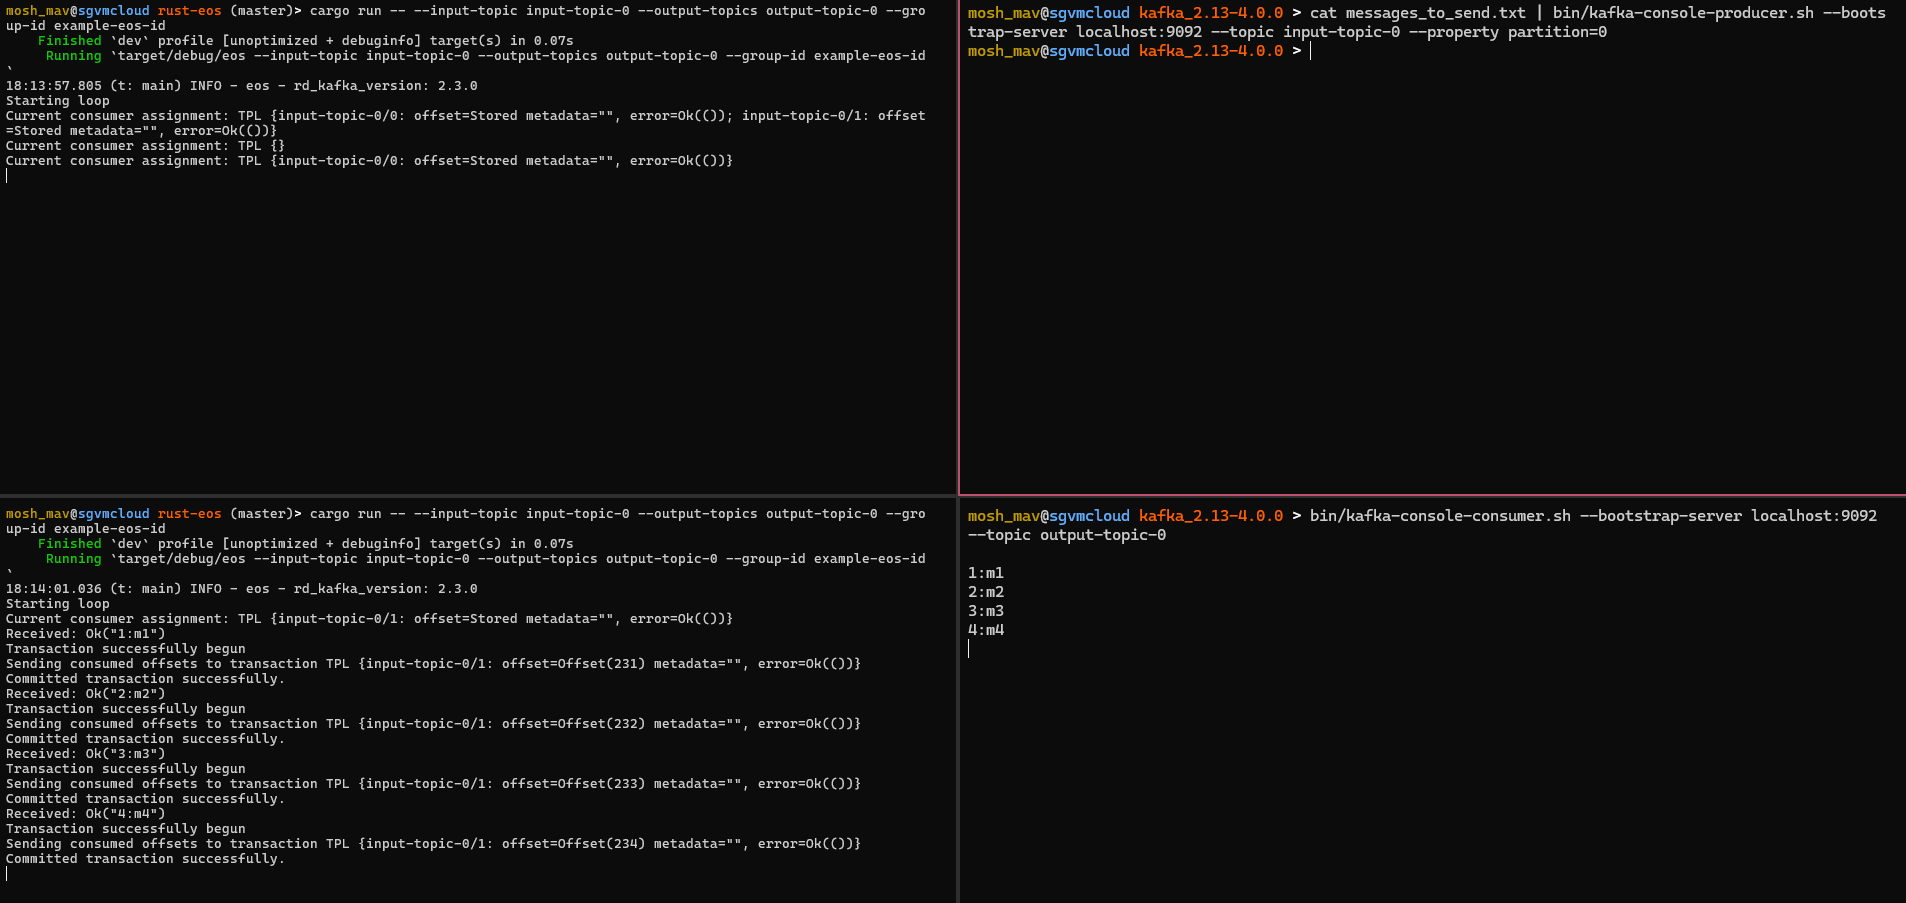 mosh_mav@sgvmcloud rust-eos (master)> cargo run -- --input-topic input-topic-0 --output-topics output-topic-0 --gro
up-id example-eos-id
    Finished `dev` profile [unoptimized + debuginfo] target(s) in 0.07s
     Running `target/debug/eos --input-topic input-topic-0 --output-topics output-topic-0 --group-id example-eos-id
`
18:13:57.805 (t: main) INFO - eos - rd_kafka_version: 2.3.0
Starting loop
Current consumer assignment: TPL {input-topic-0/0: offset=Stored metadata="", error=Ok(()); input-topic-0/1: offset
=Stored metadata="", error=Ok(())}
Current consumer assignment: TPL {}
Current consumer assignment: TPL {input-topic-0/0: offset=Stored metadata="", error=Ok(())}
mosh_mav@sgvmcloud kafka_2.13-4.0.0 > cat messages_to_send.txt | bin/kafka-console-producer.sh --boots
trap-server localhost:9092 --topic input-topic-0 --property partition=0
mosh_mav@sgvmcloud kafka_2.13-4.0.0 >
mosh_mav@sgvmcloud rust-eos (master)> cargo run -- --input-topic input-topic-0 --output-topics output-topic-0 --gro
up-id example-eos-id
    Finished `dev` profile [unoptimized + debuginfo] target(s) in 0.07s
     Running `target/debug/eos --input-topic input-topic-0 --output-topics output-topic-0 --group-id example-eos-id
`
18:14:01.036 (t: main) INFO - eos - rd_kafka_version: 2.3.0
Starting loop
Current consumer assignment: TPL {input-topic-0/1: offset=Stored metadata="", error=Ok(())}
Received: Ok("1:m1")
Transaction successfully begun
Sending consumed offsets to transaction TPL {input-topic-0/1: offset=Offset(231) metadata="", error=Ok(())}
Committed transaction successfully.
Received: Ok("2:m2")
Transaction successfully begun
Sending consumed offsets to transaction TPL {input-topic-0/1: offset=Offset(232) metadata="", error=Ok(())}
Committed transaction successfully.
Received: Ok("3:m3")
Transaction successfully begun
Sending consumed offsets to transaction TPL {input-topic-0/1: offset=Offset(233) metadata="", error=Ok(())}
Committed transaction successfully.
Received: Ok("4:m4")
Transaction successfully begun
Sending consumed offsets to transaction TPL {input-topic-0/1: offset=Offset(234) metadata="", error=Ok(())}
Committed transaction successfully.
mosh_mav@sgvmcloud kafka_2.13-4.0.0 > bin/kafka-console-consumer.sh --bootstrap-server localhost:9092
--topic output-topic-0
1:m1
2:m2
3:m3
4:m4